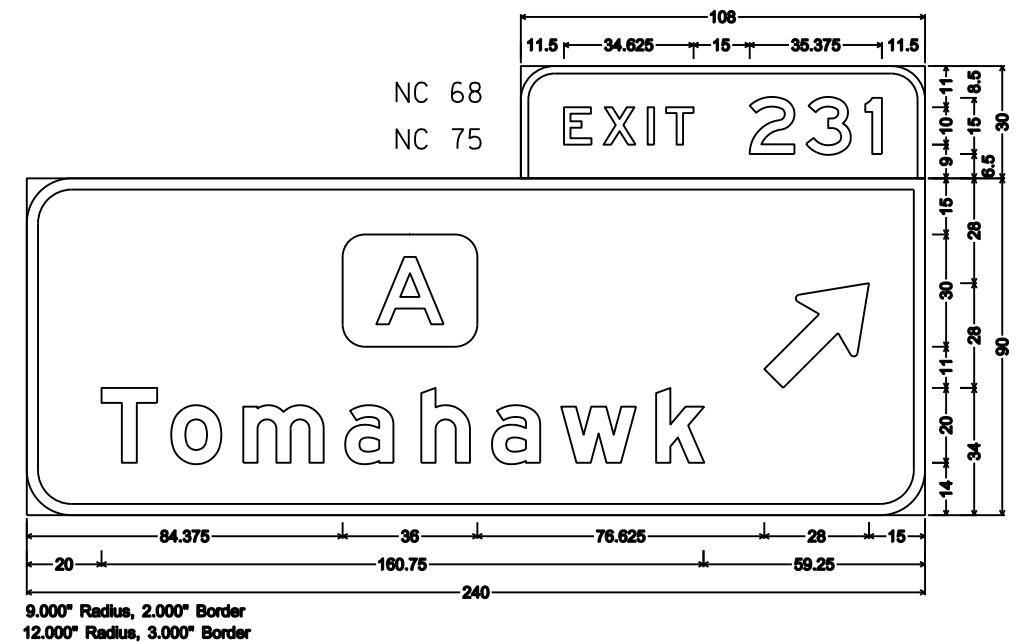 108
11.5 34.625 15 35.375 11.5
NC 68
NC 75
EXIT 231
11 10 9
8.5 15 6.5
30
A
Tomahawk
15 30 11 20 14
28 28 34
90
84.375 36 76.625 28 15
20 160.75 59.25
240
9.000" Radius, 2.000" Border
12.000" Radius, 3.000" Border